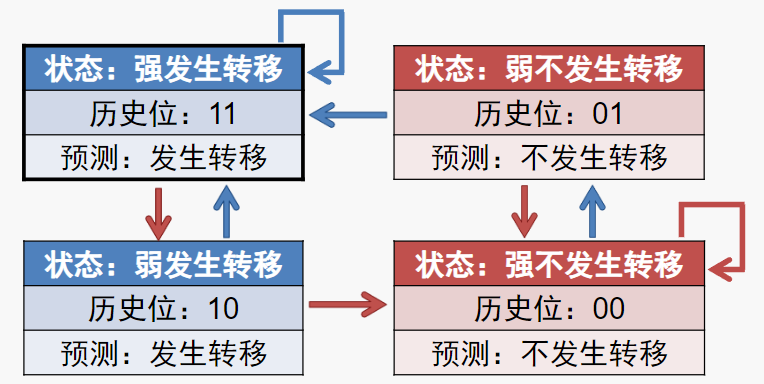 状态：强发生转移
历史位：11
预测：发生转移
状态：弱不发生转移
历史位：01
预测：不发生转移
状态：弱发生转移
历史位：10
预测：发生转移
状态：强不发生转移
历史位：00
预测：不发生转移